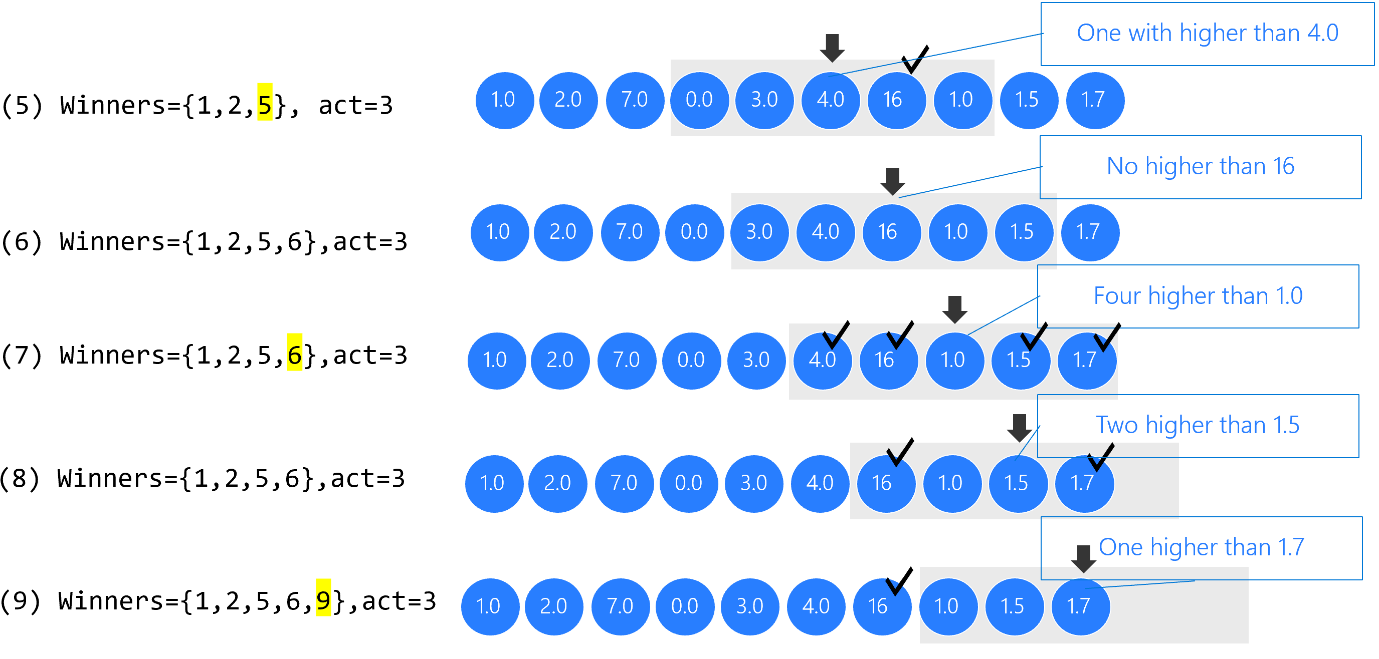 One with higher than 4.0
(5) Winners={1,2,5}, act=3
1.0 2.0 7.0 0.0 3.0 4.0 16 1.0 1.5 1.7
No higher than 16
(6) Winners={1,2,5,6},act=3
1.0 2.0 7.0 0.0 3.0 4.0 16 1.0 1.5 1.7
Four higher than 1.0
(7) Winners={1,2,5,6},act=3
1.0 2.0 7.0 0.0 3.0 4.0 16 1.0 1.5 1.7
Two higher than 1.5
(8) Winners={1,2,5,6},act=3
1.0 2.0 7.0 0.0 3.0 4.0 16 1.0 1.5 1.7
One higher than 1.7
(9) Winners={1,2,5,6,9},act=3
1.0 2.0 7.0 0.0 3.0 4.0 16 1.0 1.5 1.7